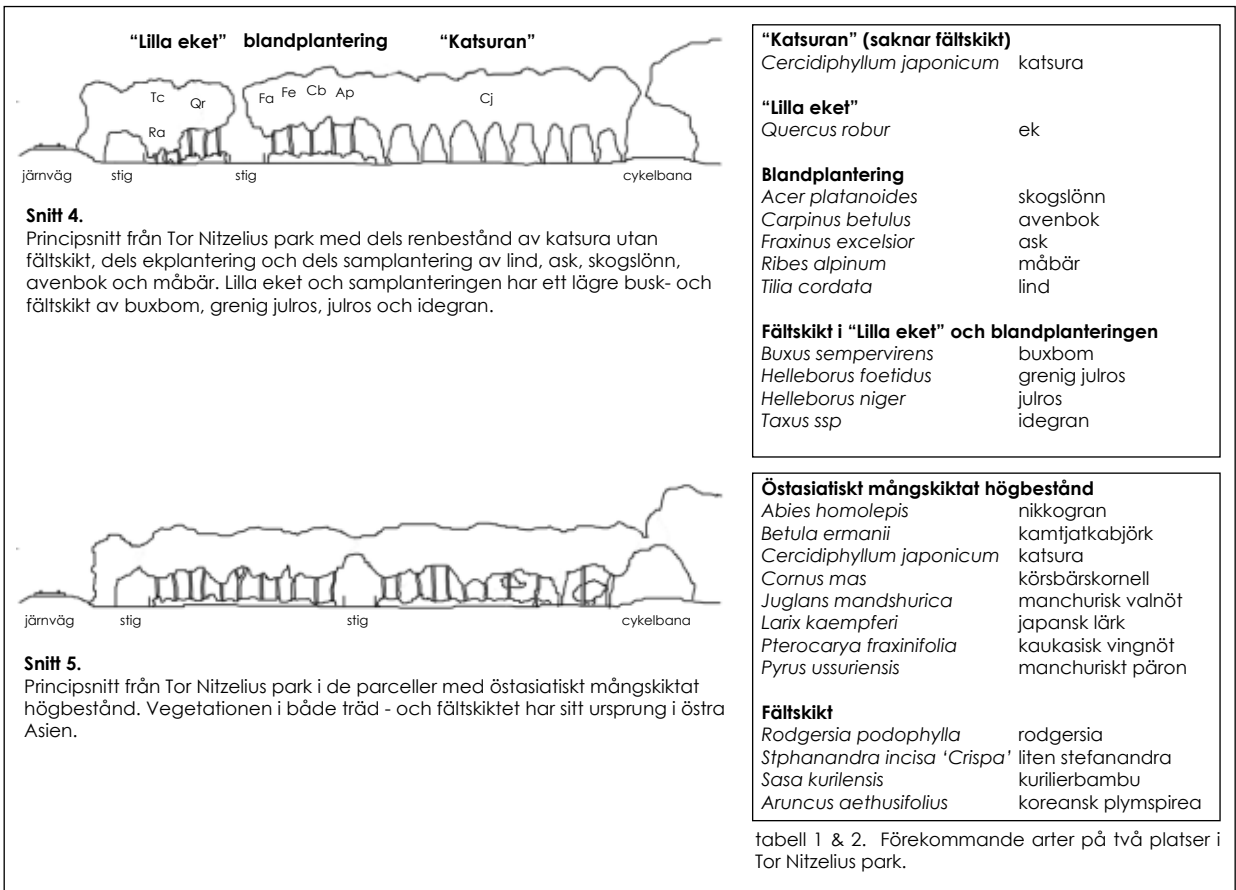 “Lilla eket” blandplantering “Katsuran”
Tc Qr Fa Fe Cb Ap Cj
Ra
järnväg stig stig cykelbana
Snitt 4.
Principsnitt från Tor Nitzelius park med dels renbestånd av katsura utan
fältskikt, dels ekplantering och dels samplantering av lind, ask, skogslönn,
avenbok och måbär. Lilla eket och samplanteringen har ett lägre busk- och
fältskikt av buxbom, grenig julros, julros och idegran.
järnväg stig stig cykelbana
Snitt 5.
Principsnitt från Tor Nitzelius park i de parceller med östasiatiskt mångskiktat
högbestånd. Vegetationen i både träd - och fältskiktet har sitt ursprung i östra
Asien.
“Katsuran” (saknar fältskikt)
Cercidiphyllum japonicum katsura
“Lilla eket”
Quercus robur ek
Blandplantering
Acer platanoides skogslönn
Carpinus betulus avenbok
Fraxinus excelsior ask
Ribes alpinum måbär
Tilia cordata lind
Fältskikt i “Lilla eket” och blandplanteringen
Buxus sempervirens buxbom
Helleborus foetidus grenig julros
Helleborus niger julros
Taxus ssp idegran
Östasiatiskt mångskiktat högbestånd
Abies homolepis nikkogran
Betula ermanii kamtjatkabjörk
Cercidiphyllum japonicum katsura
Cornus mas körsbärskornell
Juglans mandshurica manchurisk valnöt
Larix kaempferi japansk lärk
Pterocarya fraxinifolia kaukasisk vingnöt
Pyrus ussuriensis manchuriskt päron
Fältskikt
Rodgersia podophylla rodgersia
Stphanandra incisa ‘Crispa’ liten stefanandra
Sasa kurilensis kurilierbambu
Aruncus aethusifolius koreansk plymspirea
tabell 1 & 2. Förekommande arter på två platser i
Tor Nitzelius park.